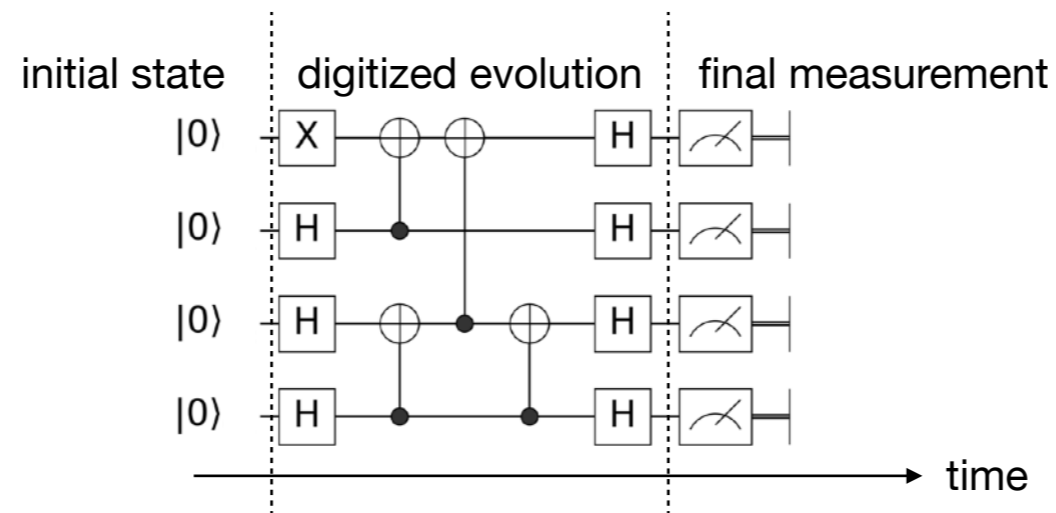 initial state digitized evolution final measurement
|0⟩ X H
|0⟩ H H
|0⟩ H H
|0⟩ H H
time